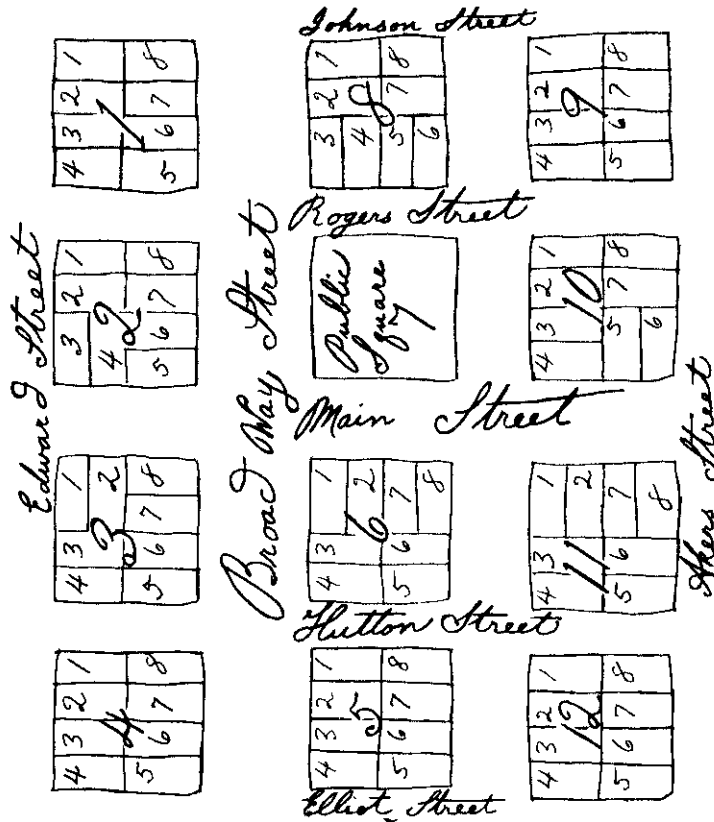 Johnson Street
1 8
2 7
3 6
4 5
1
1 8
2 7
3 4 5 6
8
1 8
2 7
3 6
4 5
9
Rogers Street
Edward Street
Broad Way Street
1 8
2 7
3 4 6
5
2
Public
Square
7
1 8
2 7
3 5 6
4
10
Main Street
1 2 8
7
3 6
4 5
3
1 2 7 8
3 6
4 5
6
1 2 7 8
3 6
4 5
11
Akers Street
Hutton Street
1 8
2 7
3 6
4 5
4
1 8
2 7
3 6
4 5
5
1 8
2 7
3 6
4 5
12
Elliot Street